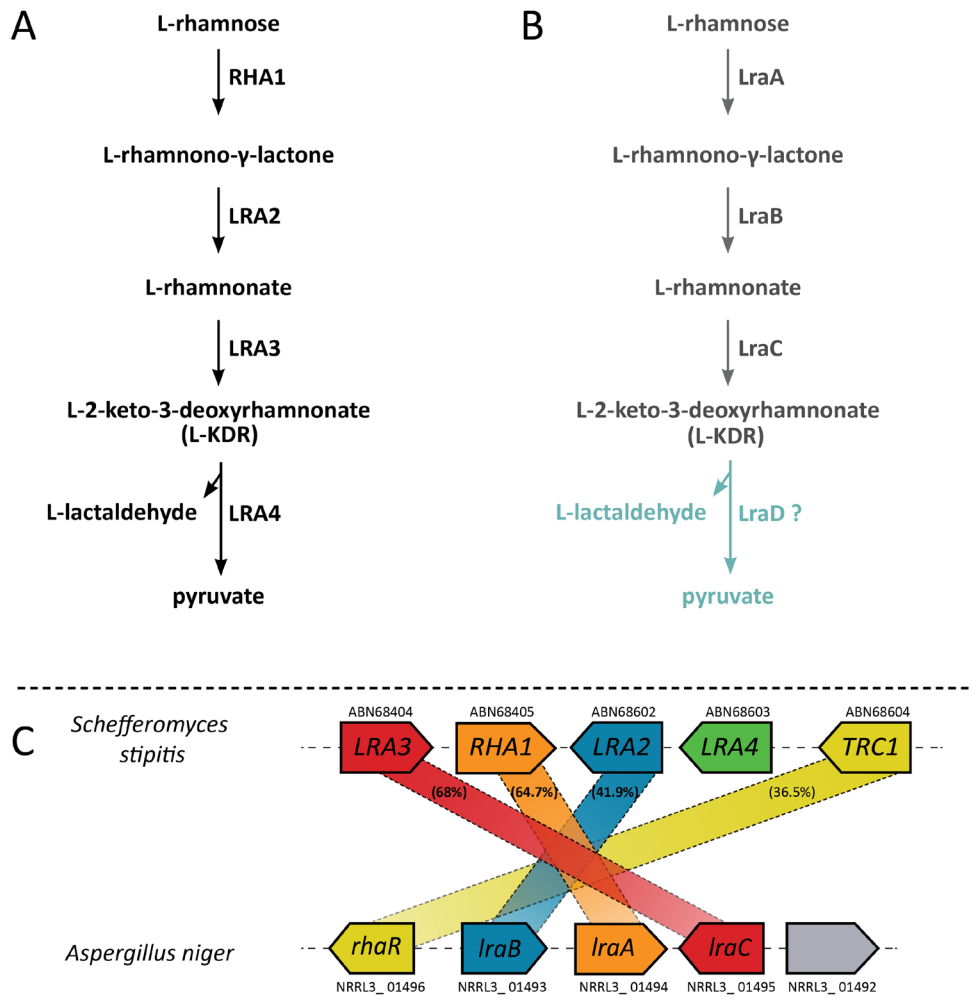 A
L-rhamnose
RHA1
L-rhamnono-γ-lactone
LRA2
L-rhamnonate
LRA3
L-2-keto-3-deoxyrhamnonate
(L-KDR)
L-lactaldehyde
LRA4
pyruvate
B
L-rhamnose
LraA
L-rhamnono-γ-lactone
LraB
L-rhamnonate
LraC
L-2-keto-3-deoxyrhamnonate
(L-KDR)
L-lactaldehyde
LraD ?
pyruvate
C
Schefferomyces
stipitis
ABN68404
ABN68405
ABN68602
ABN68603
ABN68604
LRA3
RHA1
LRA2
LRA4
TRC1
(68%)
(64.7%)
(41.9%)
(36.5%)
Aspergillus niger
rhaR
lraB
lraA
lraC
NRRL3_ 01496
NRRL3_ 01493
NRRL3_ 01494
NRRL3_ 01495
NRRL3_ 01492